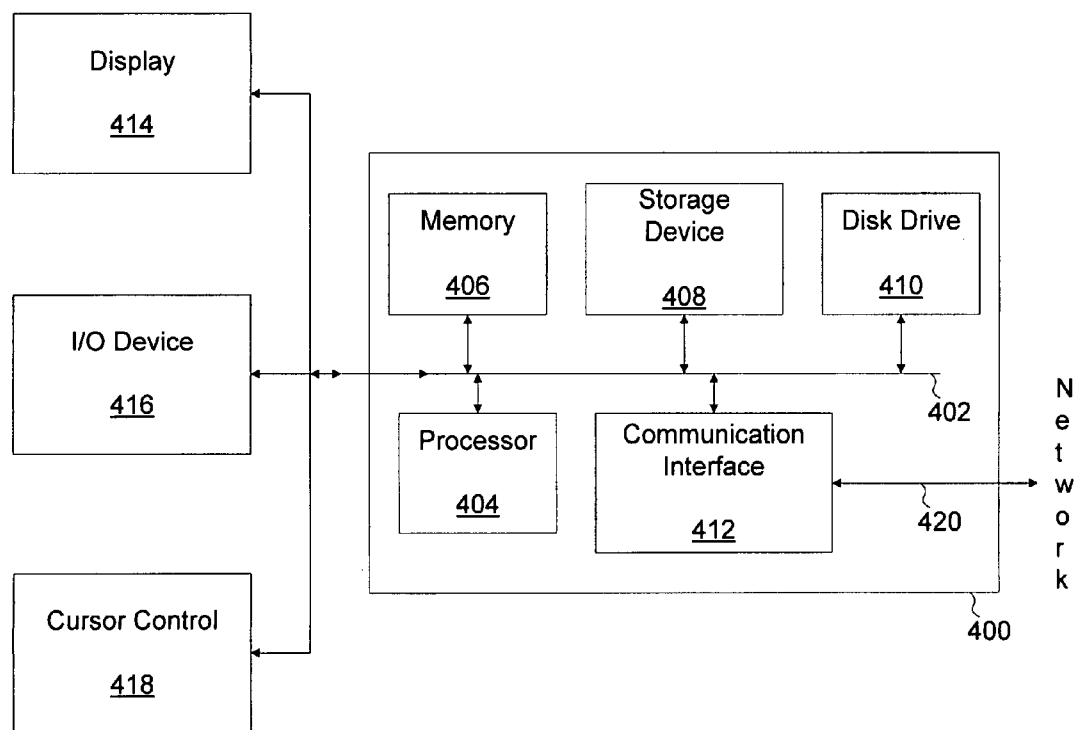 Display
414
I/O Device
416
Cursor Control
418
Memory
406
Storage
Device
408
Disk Drive
410
402
Processor
404
Communication
Interface
412
420
400
Network